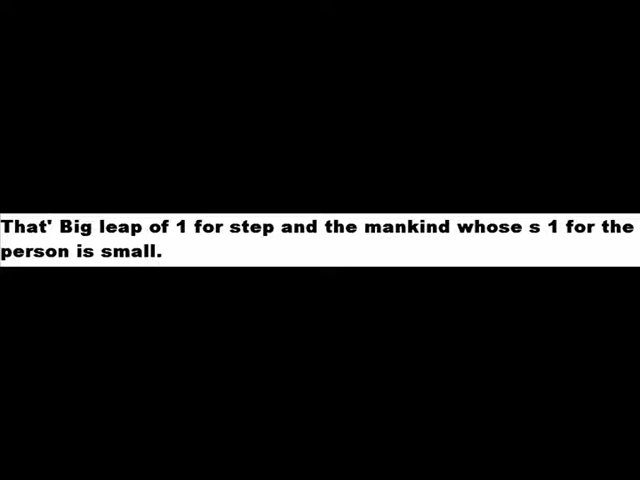 That' Big leap of 1 for step and the mankind whose s 1 for the
person is small.